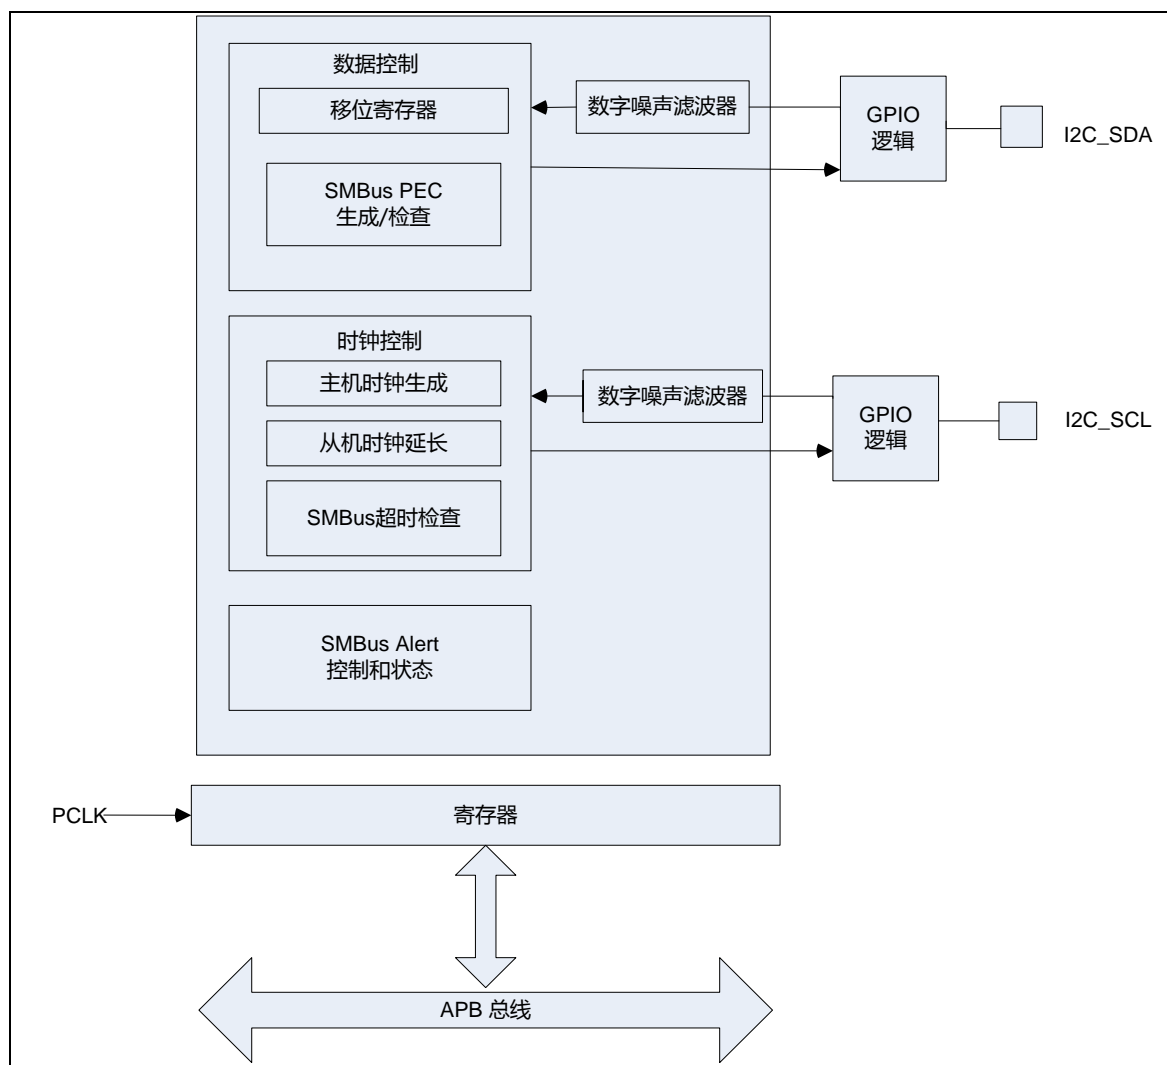 数据控制
移位寄存器
数字噪声滤波器
GPIO
逻辑
I2C_SDA
SMBus PEC
生成/检查
时钟控制
主机时钟生成
数字噪声滤波器
GPIO
逻辑
I2C_SCL
从机时钟延长
SMBus超时检查
SMBus Alert
控制和状态
PCLK
寄存器
APB 总线